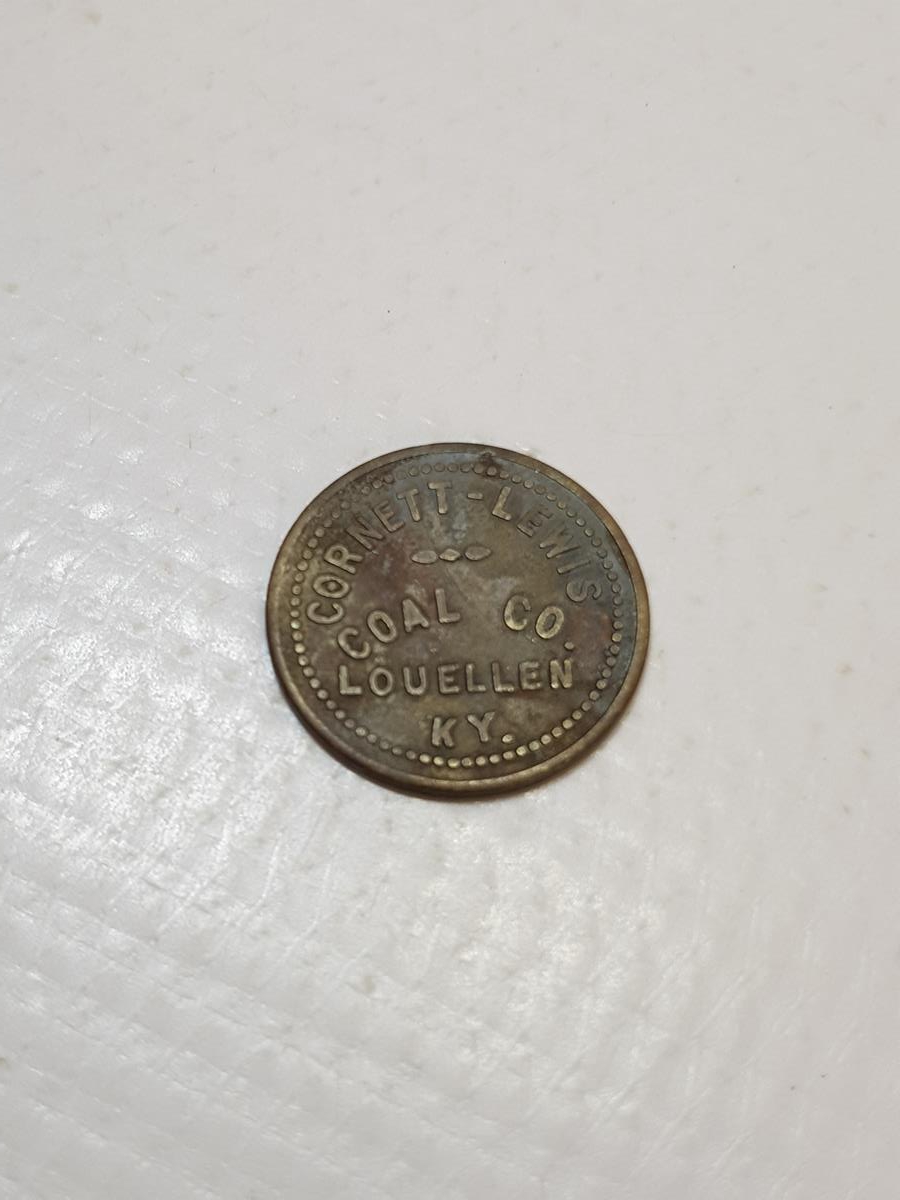 CORNETT-LEWIS
COAL CO.
LOUELLEN
KY.